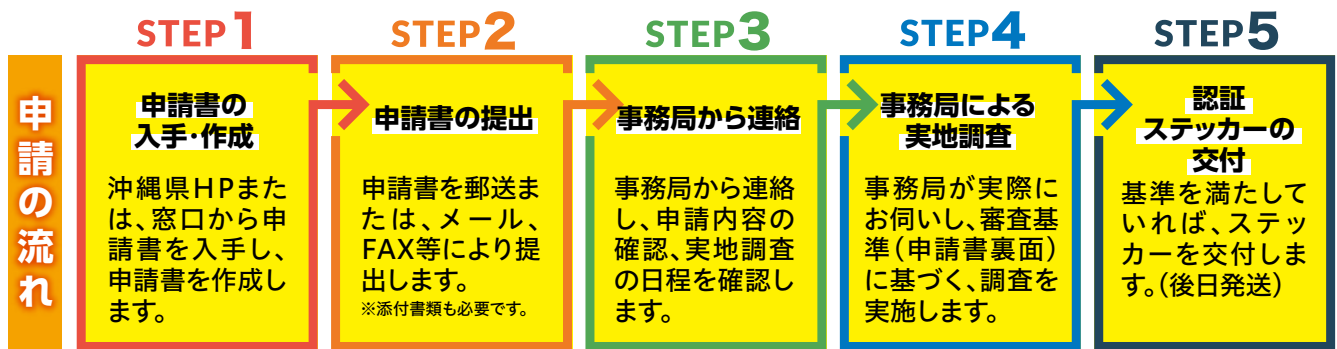 申請の流れ
STEP1
申請書の
入手・作成
沖縄県HPまた
は、窓口から申
請書を入手し、
申請書を作成し
ます。
STEP2
申請書の提出
申請書を郵送ま
たは、メール、
FAX等により提
出します。
※添付書類も必要です。
STEP3
事務局から連絡
事務局から連絡
し、申請内容の
確認、実地調査
の日程を確認し
ます。
STEP4
事務局による
実地調査
事務局が実際に
お伺いし、審査基
準(申請書裏面)
に基づく、調査を
実施します。
STEP5
認証
ステッカーの
交付
基準を満たして
いれば、ステッ
カーを交付しま
す。(後日発送)